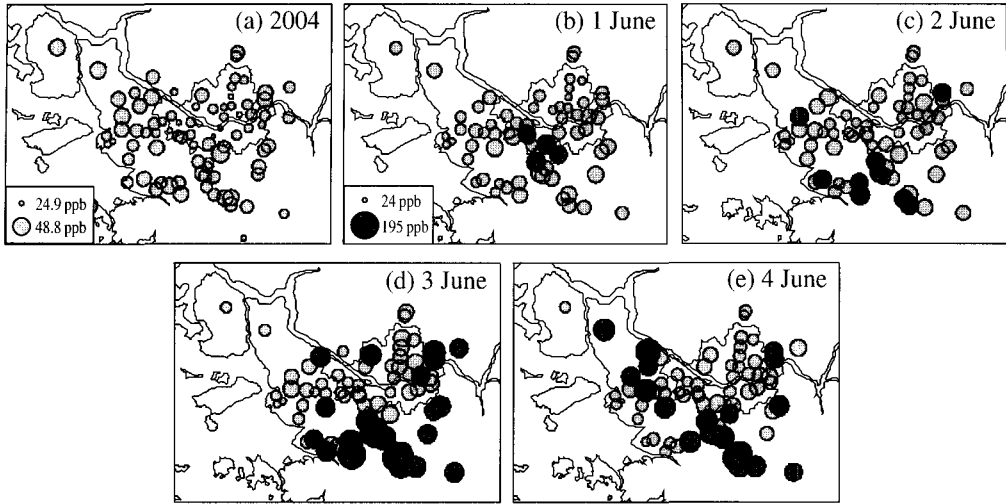 (a) 2004
24.9 ppb
48.8 ppb
(b) 1 June
24 ppb
195 ppb
(c) 2 June
(d) 3 June
(e) 4 June